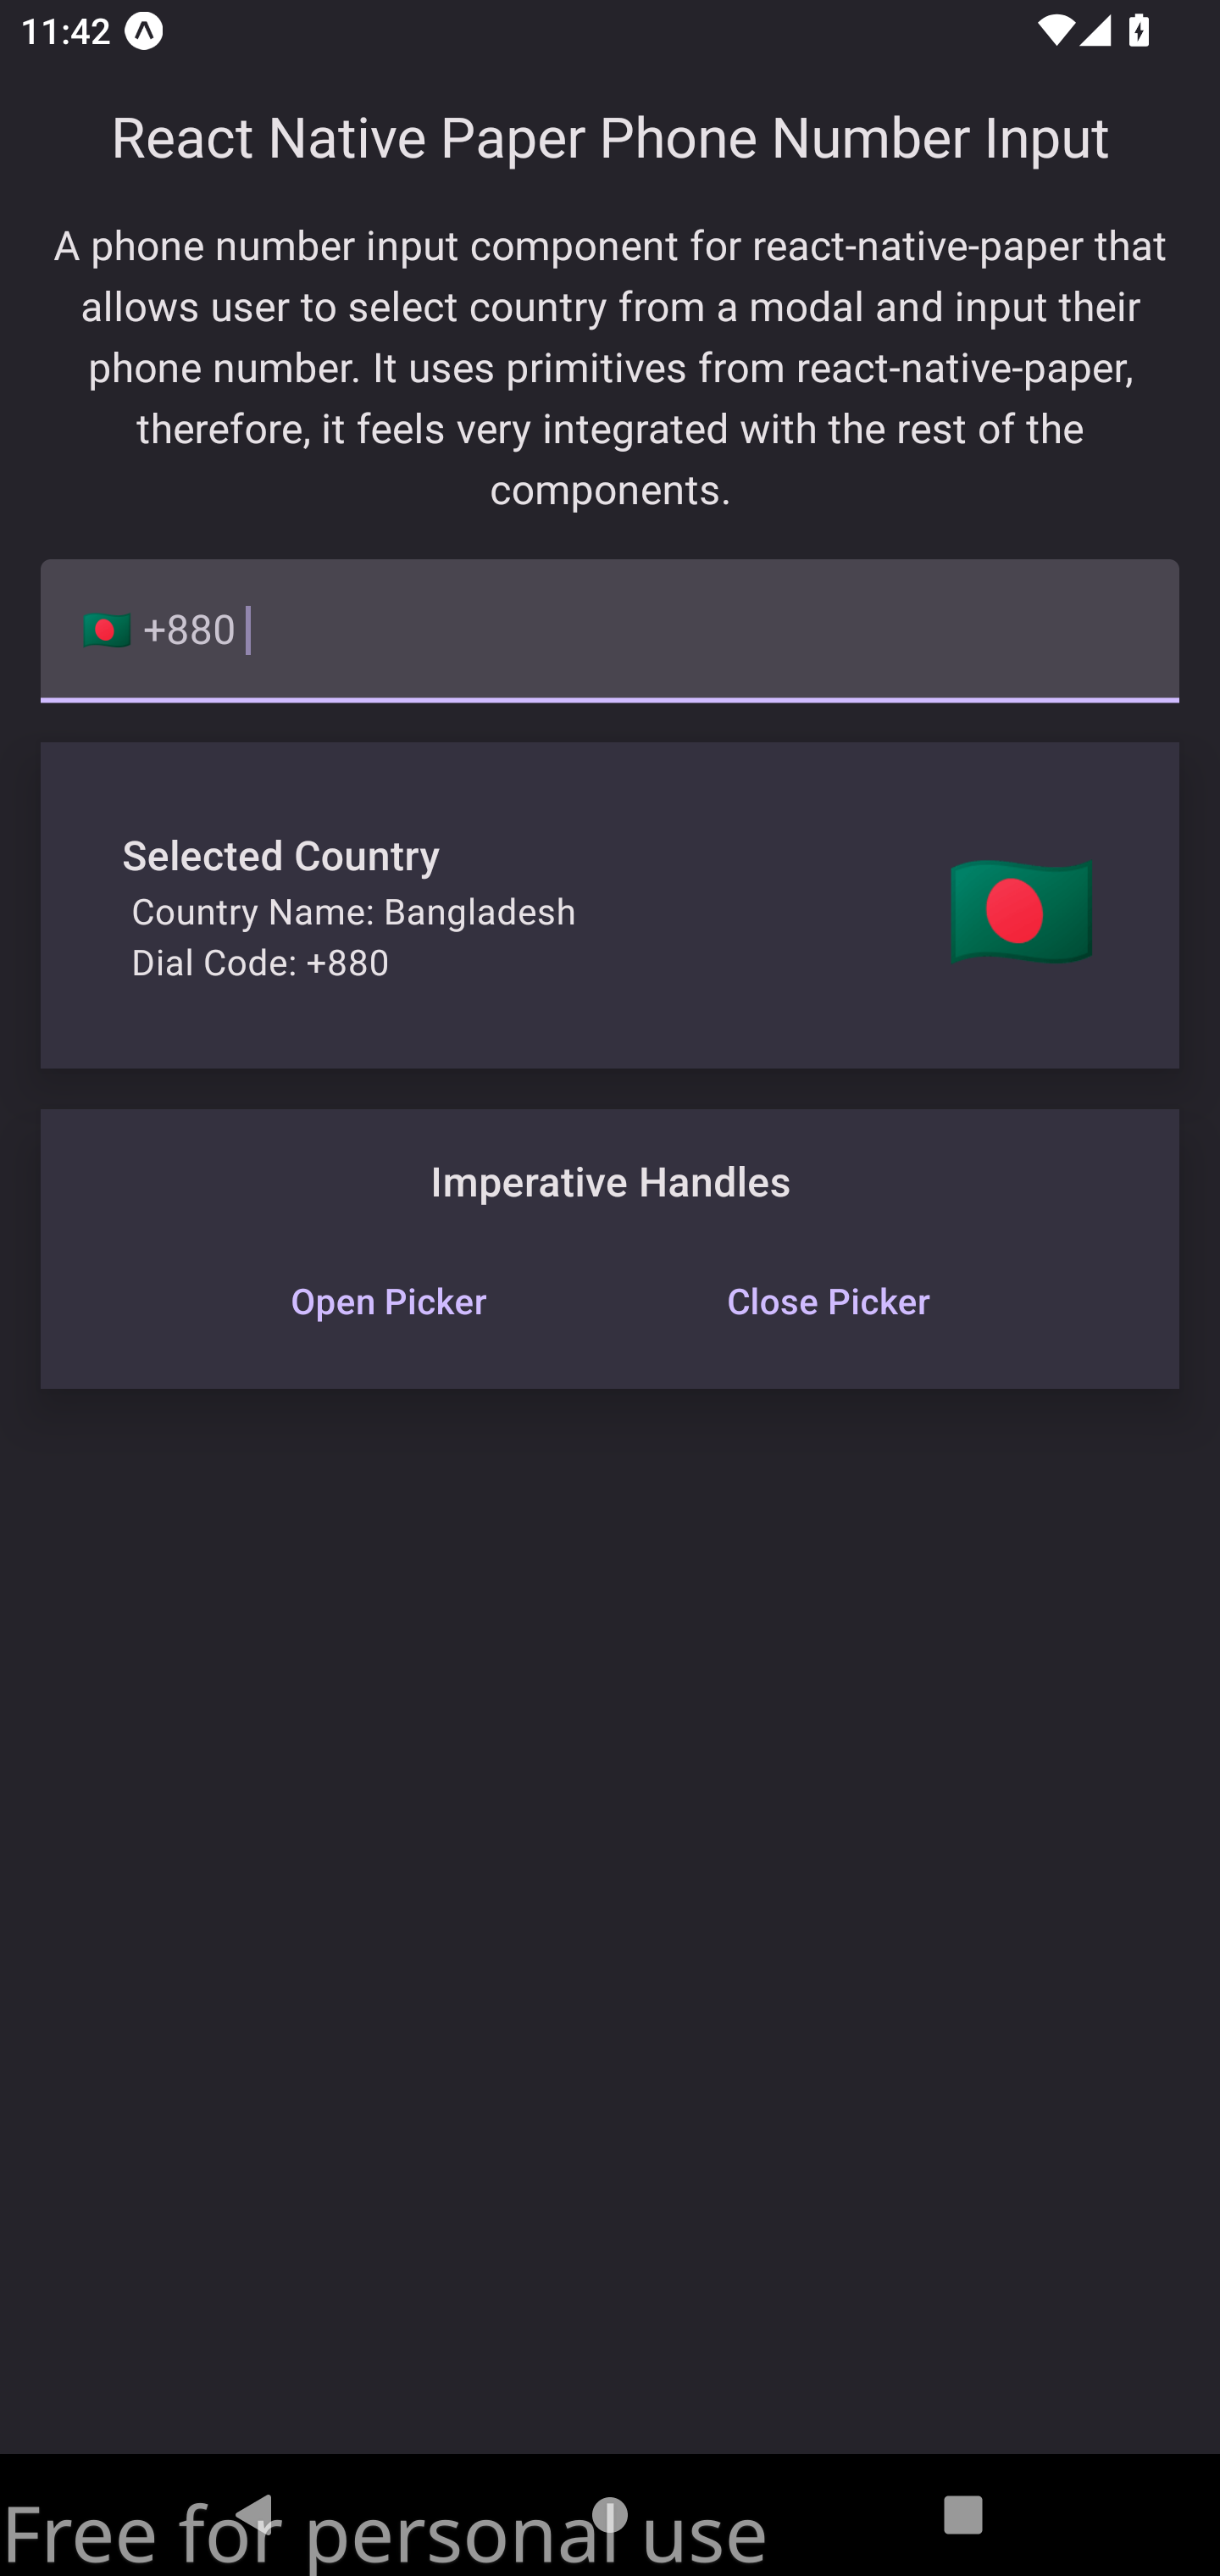 11:42
React Native Paper Phone Number Input
A phone number input component for react-native-paper that
allows user to select country from a modal and input their
phone number. It uses primitives from react-native-paper,
therefore, it feels very integrated with the rest of the
components.
+880
Selected Country
Country Name: Bangladesh
Dial Code: +880
Imperative Handles
Open Picker Close Picker
Free for personal use